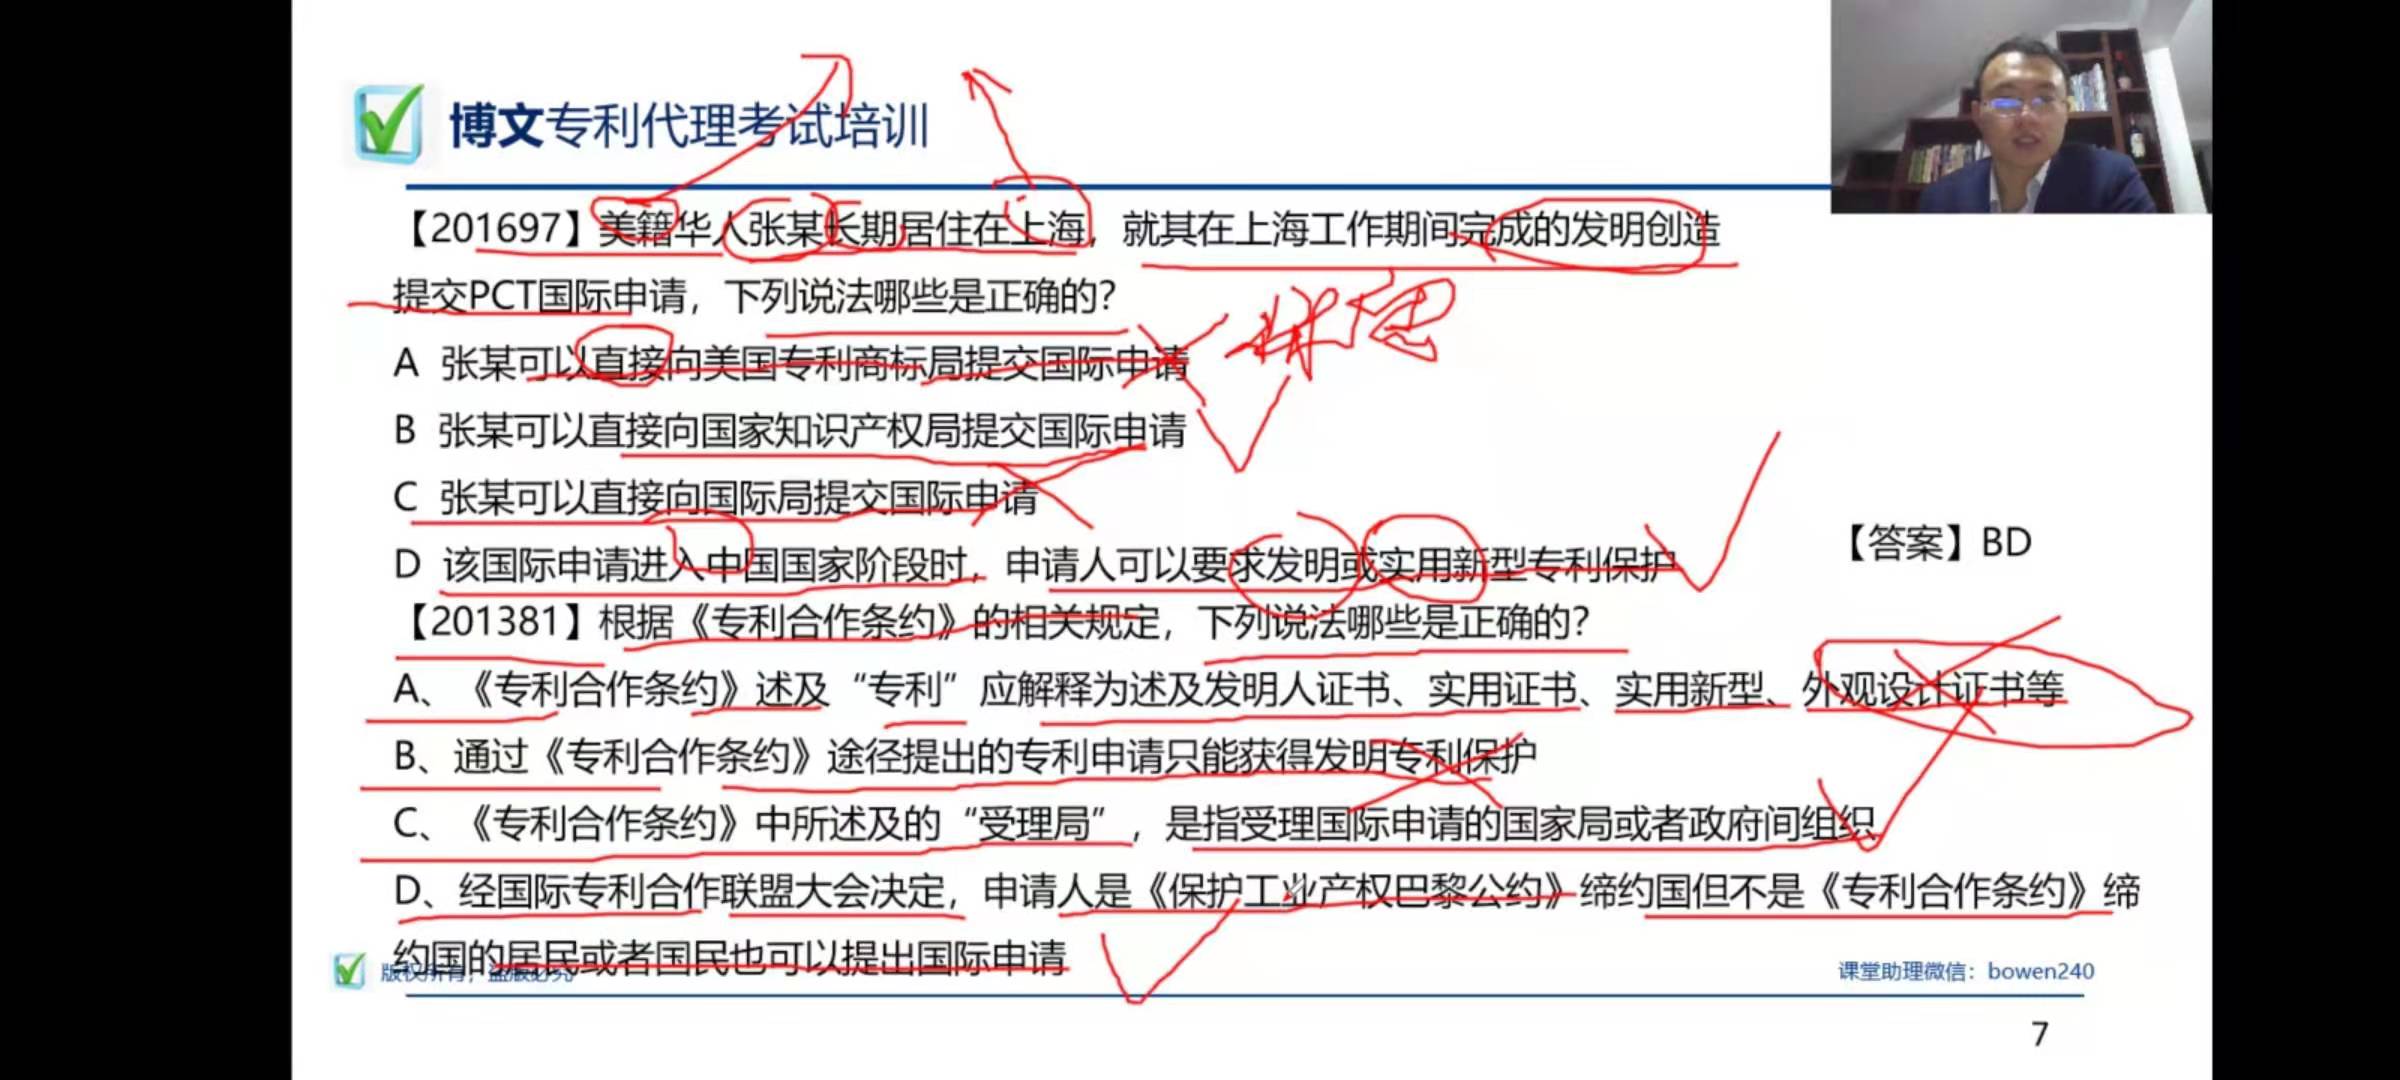 博文专利代理考试培训
【201697】美籍华人张某长期居住在上海，就其在上海工作期间完成的发明创造
提交PCT国际申请，下列说法哪些是正确的？
A 张某可以直接向美国专利商标局提交国际申请
B 张某可以直接向国家知识产权局提交国际申请
C 张某可以直接向国际局提交国际申请
D 该国际申请进入中国国家阶段时，申请人可以要求发明或实用新型专利保护
【答案】BD
【201381】根据《专利合作条约》的相关规定，下列说法哪些是正确的？
A、《专利合作条约》述及“专利”应解释为述及发明人证书、实用证书、实用新型、外观设计证书等
B、通过《专利合作条约》途径提出的专利申请只能获得发明专利保护
C、《专利合作条约》中所述及的“受理局”，是指受理国际申请的国家局或者政府间组织
D、经国际专利合作联盟大会决定，申请人是《保护工业产权巴黎公约》缔约国但不是《专利合作条约》缔
约国的居民或者国民也可以提出国际申请
版权所有，盗版必究
课堂助理微信：bowen240
7